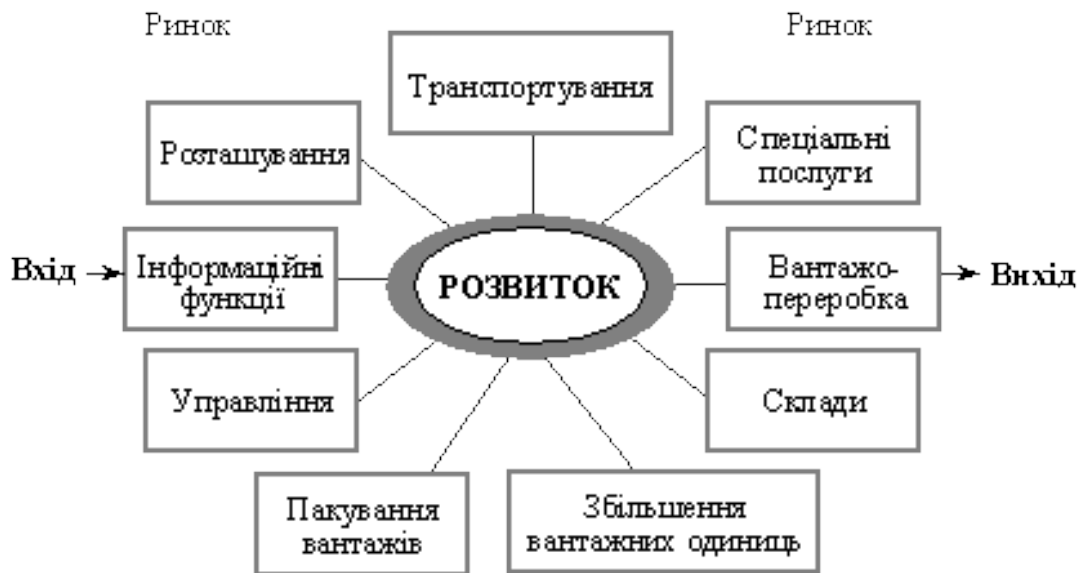 Ринок
Ринок
Транспортування
Розташування
Спеціальні
послуги
Вхід
Інформаційні
функції
РОЗВИТОК
Вантажо-
переробка
Вихід
Управління
Склади
Пакування
вантажів
Збільшення
вантажних одиниць